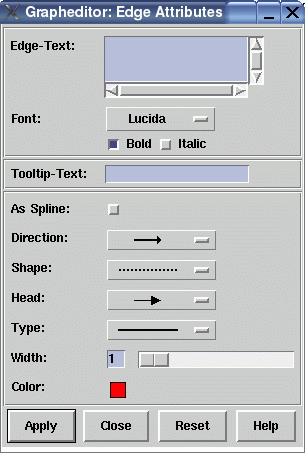 Grapheditor: Edge Attributes
Edge-Text:
Font:
Lucida
Bold
Italic
Tooltip-Text:
As Spline:
Direction:
Shape:
Head:
Type:
Width:
1
Color:
Apply
Close
Reset
Help